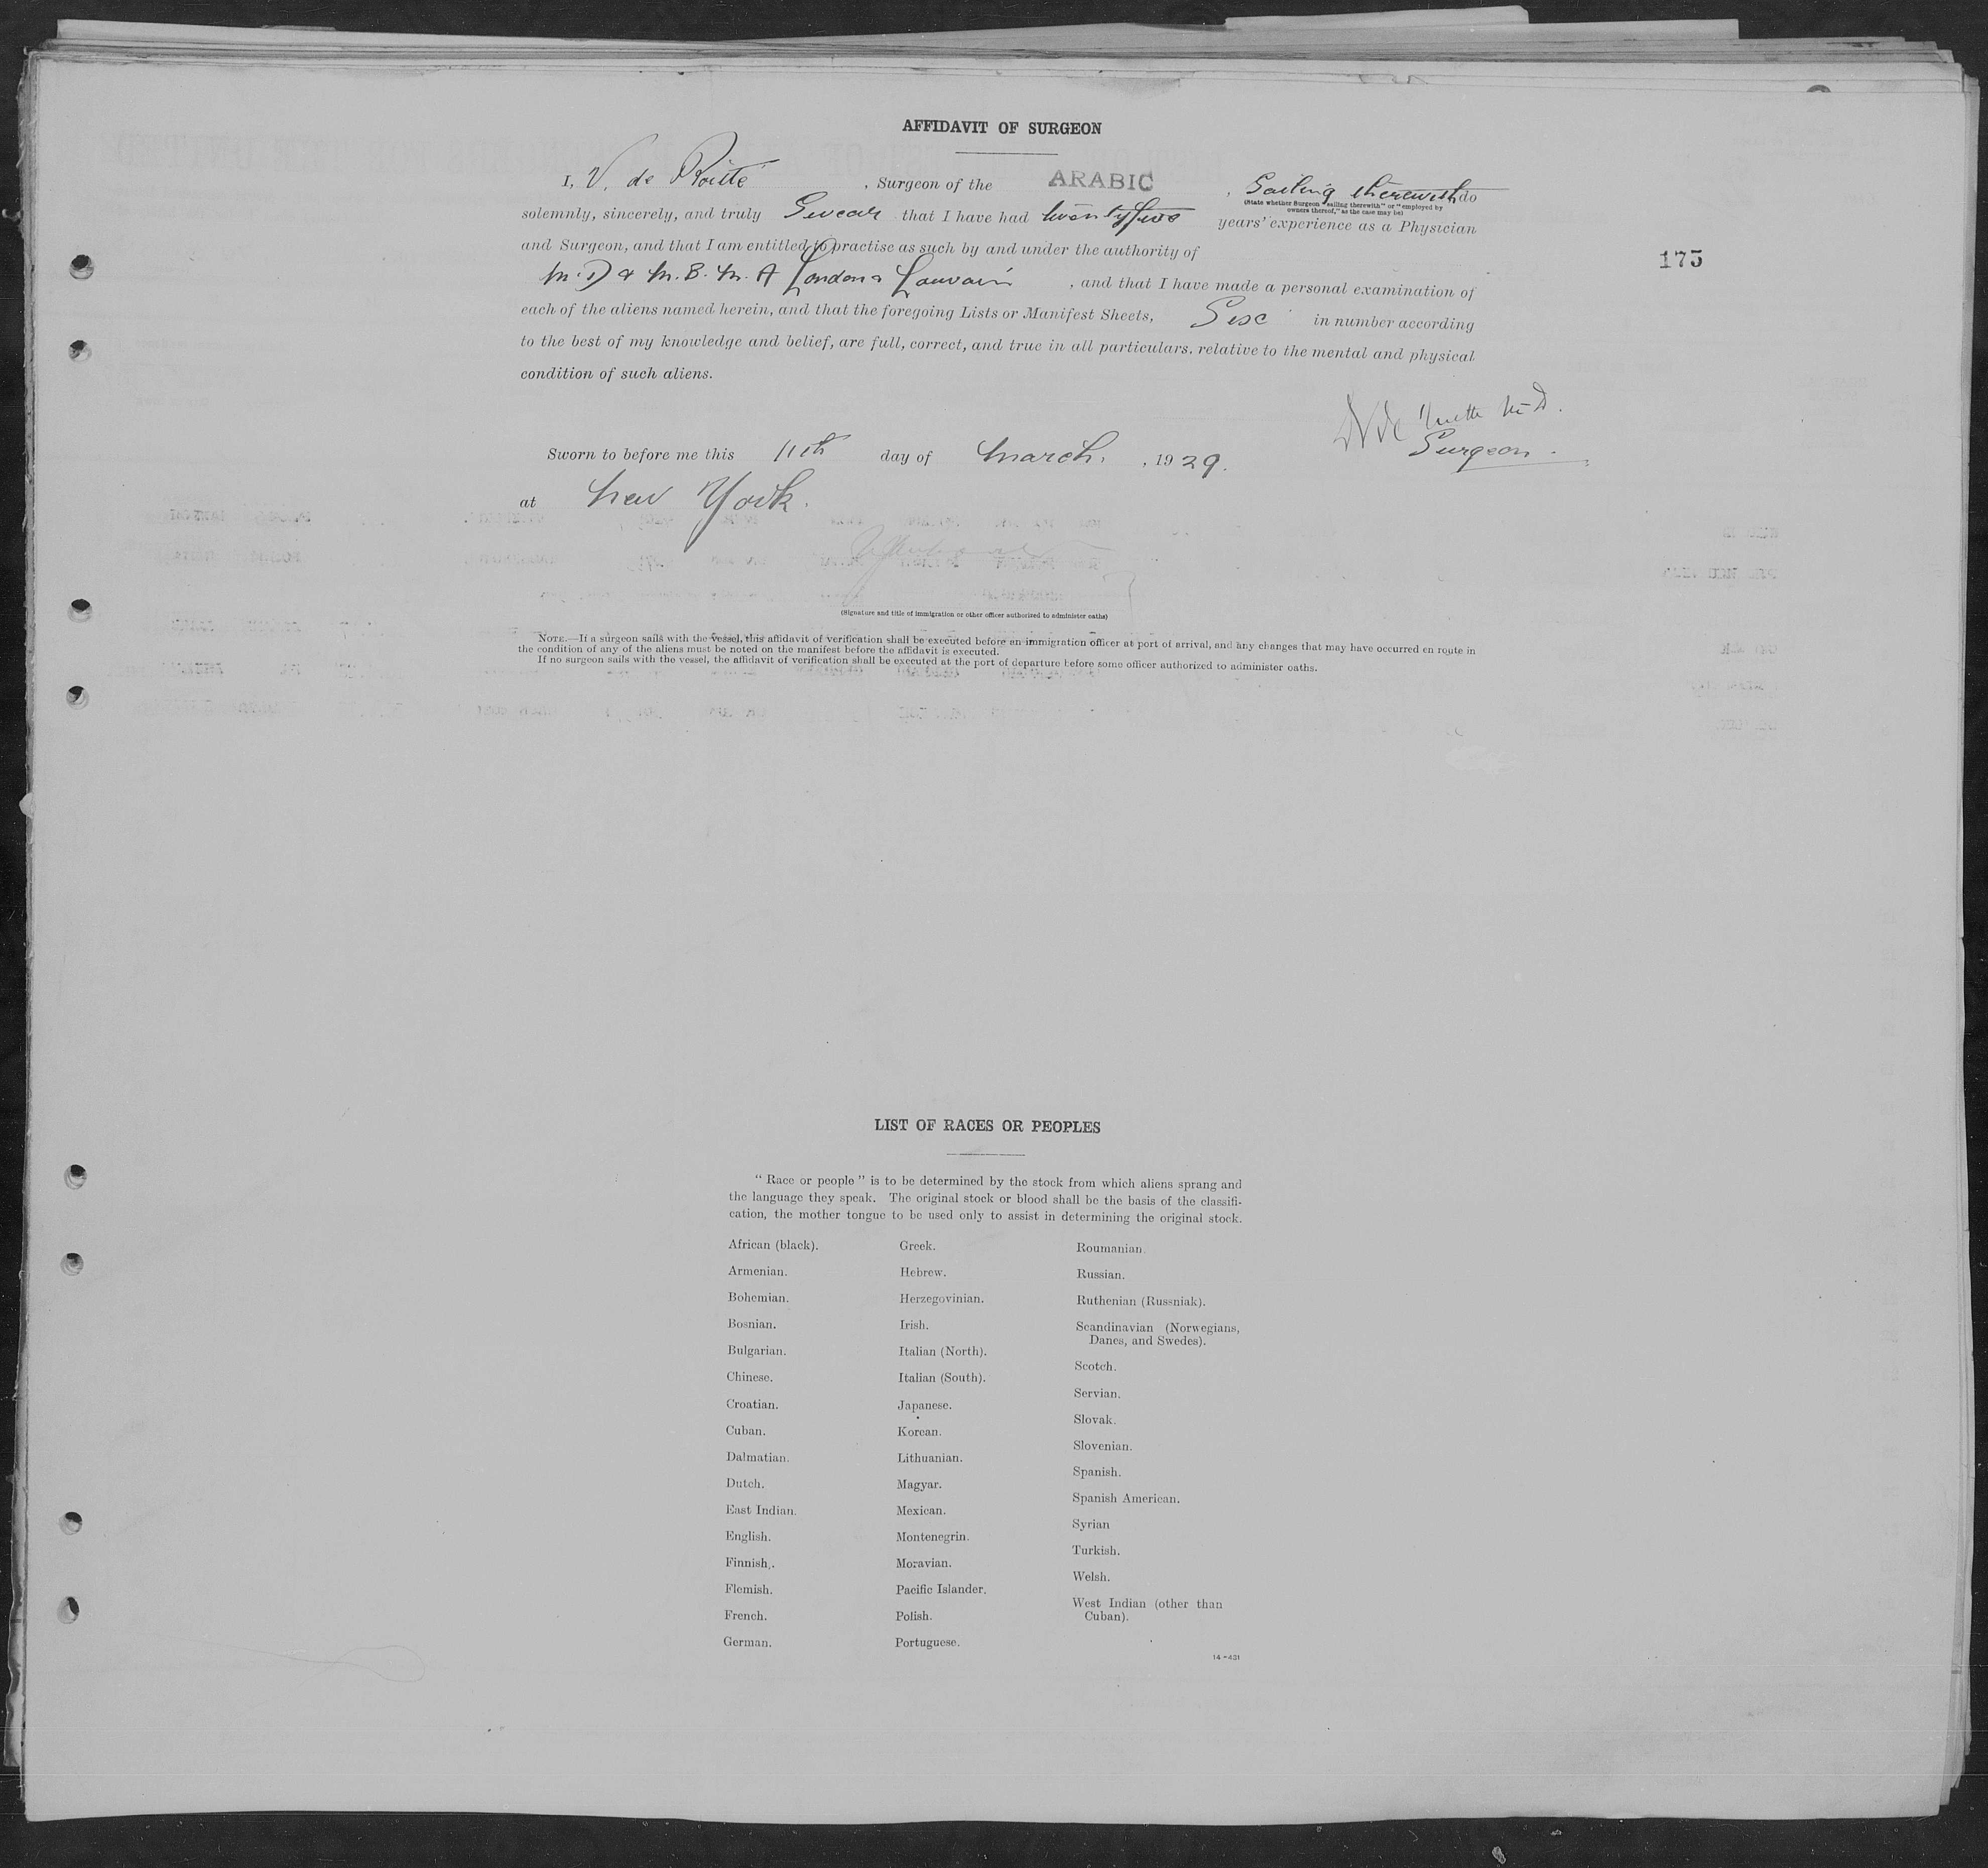 AFFIDAVIT OF SURGEON
I, V. de , Surgeon of the ARABIC , Sailing therewith do
(State whether Surgeon "sailing therewith" or "employed by
owners thereof," as the case may be)
solemnly, sincerely, and truly Swear that I have had twenty two years' experience as a Physician
and Surgeon, and that I am entitled to practise as such by and under the authority of
M.D & M.B. M.A London & Louvain , and that I have made a personal examination of
175
each of the aliens named herein, and that the foregoing Lists or Manifest Sheets, in number according
to the best of my knowledge and belief, are full, correct, and true in all particulars. relative to the mental and physical
condition of such aliens.
M.D.
Surgeon.
Sworn to before me this 11th day of March. , 1929.
at New York.
(Signature and title of immigration or other officer authorized to administer oaths)
NOTE.—If a surgeon sails with the vessel, this affidavit of verification shall be executed before an immigration officer at port of arrival, and any changes that may have occurred en route in
the condition of any of the aliens must be noted on the manifest before the affidavit is executed.
If no surgeon sails with the vessel, the affidavit of verification shall be executed at the port of departure before some officer authorized to administer oaths.
LIST OF RACES OR PEOPLES
" Race or people " is to be determined by the stock from which aliens sprang and
the language they speak. The original stock or blood shall be the basis of the classifi-
cation, the mother tongue to be used only to assist in determining the original stock.
African (black).
Armenian.
Bohemian.
Bosnian.
Bulgarian.
Chinese.
Croatian.
Cuban.
Dalmatian.
Dutch.
East Indian.
English.
Finnish.
Flemish.
French.
German.
Greek.
Hebrew.
Herzegovinian.
Irish.
Italian (North).
Italian (South).
Japanese.
Korean.
Lithuanian.
Magyar.
Mexican.
Montenegrin.
Moravian.
Pacific Islander.
Polish.
Portuguese.
Roumanian.
Russian.
Ruthenian (Russniak).
Scandinavian (Norwegians,
Danes, and Swedes).
Scotch.
Servian.
Slovak.
Slovenian.
Spanish.
Spanish American.
Syrian
Turkish.
Welsh.
West Indian (other than
Cuban).
14-431